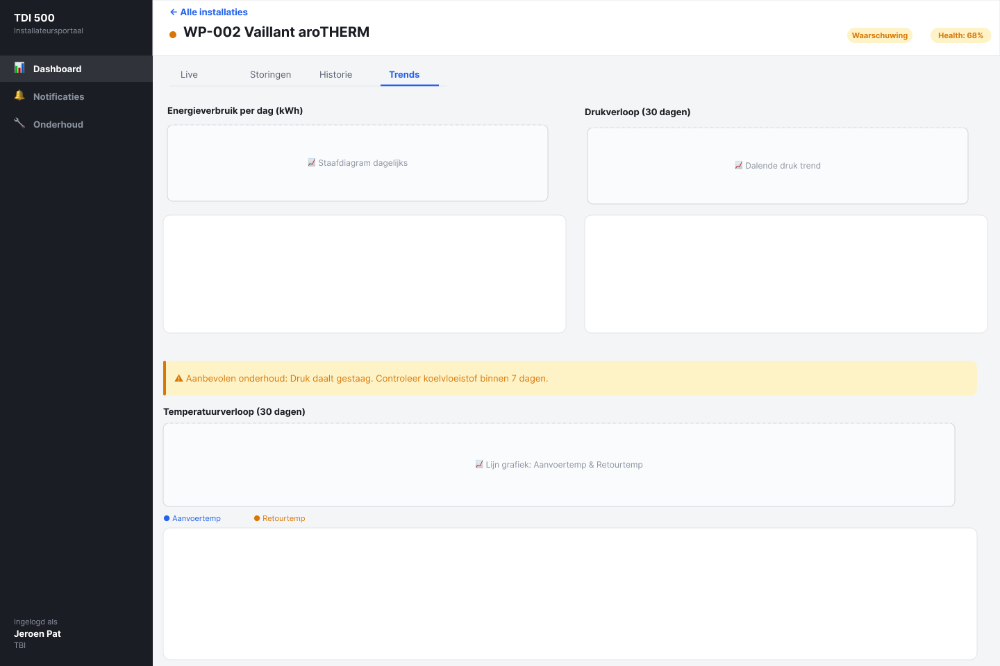 TDI 500
Installateursportaal
Dashboard
Notificaties
Onderhoud
Ingelogd als
Jeroen Pat
TBI
← Alle installaties
WP-002 Vaillant aroTHERM
Waarschuwing
Health: 68%
Live
Storingen
Historie
Trends
Energieverbruik per dag (kWh)
Staafdiagram dagelijks
Drukverloop (30 dagen)
Dalende druk trend
⚠ Aanbevolen onderhoud: Druk daalt gestaag. Controleer koelvloeistof binnen 7 dagen.
Temperatuurverloop (30 dagen)
Lijn grafiek: Aanvoertemp & Retourtemp
Aanvoertemp
Retourtemp